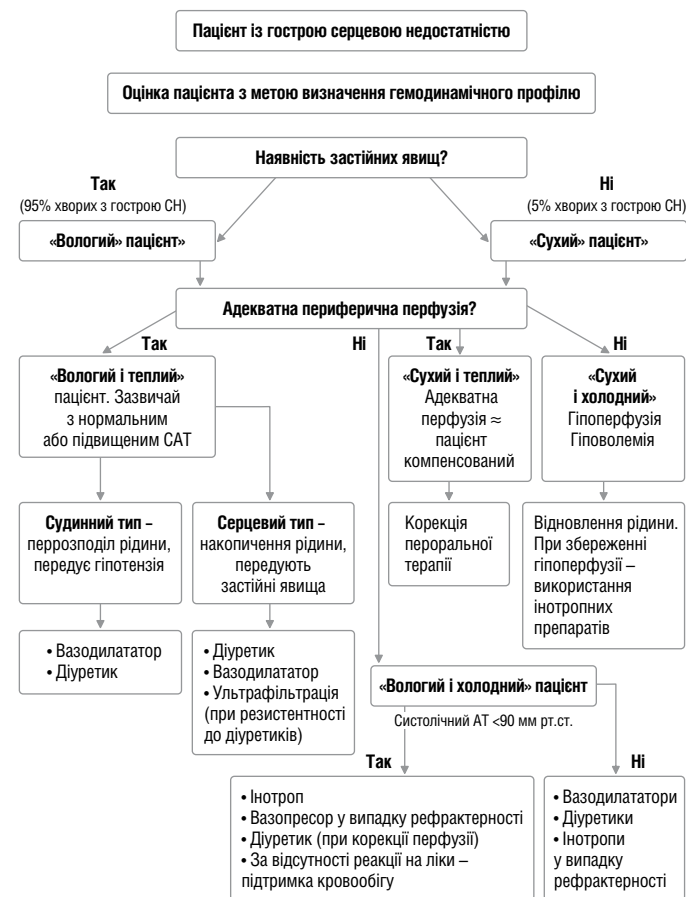 Пацієнт із гострою серцевою недостатністю
Оцінка пацієнта з метою визначення гемодинамічного профілю
Наявність застійних явищ?
Так
(95% хворих з гострою СН)
Ні
(5% хворих з гострою СН)
«Вологий» пацієнт»
«Сухий» пацієнт»
Адекватна периферична перфузія?
Так
Ні
Так
Ні
«Вологий і теплий»
пацієнт. Зазвичай
з нормальним
або підвищеним САТ
«Сухий і теплий»
Адекватна
перфузія ≈
пацієнт
компенсований
«Сухий
і холодний»
Гіпоперфузія
Гіповолемія
Судинний тип –
перрозподіл рідини,
передує гіпотензія
Серцевий тип –
накопичення рідини,
передують
застійні явища
Корекція
пероральної
терапії
Відновлення рідини.
При збереженні
гіпоперфузії –
використання
інотропних
препаратів
• Вазодилататор
• Діуретик
• Діуретик
• Вазодилататор
• Ультрафільтрація
(при резистентності
до діуретиків)
«Вологий і холодний» пацієнт
Систолічний АТ <90 мм рт.ст.
Так
Ні
• Інотроп
• Вазопресор у випадку рефрактерності
• Діуретик (при корекції перфузії)
• За відсутності реакції на ліки –
підтримка кровообігу
• Вазодилататори
• Діуретики
• Інотропи
у випадку
рефрактерності